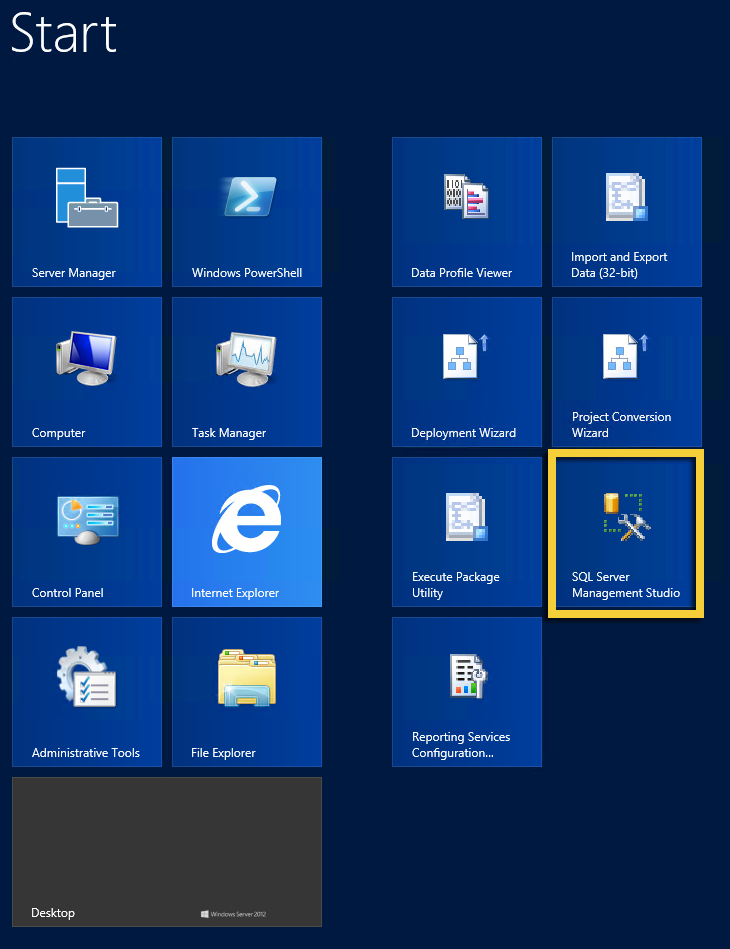 Start
Server Manager
Windows PowerShell
Data Profile Viewer
Import and Export
Data (32-bit)
Computer
Task Manager
Deployment Wizard
Project Conversion
Wizard
Control Panel
Internet Explorer
Execute Package
Utility
SQL Server
Management Studio
Administrative Tools
File Explorer
Reporting Services
Configuration...
Desktop
Windows Server 2012